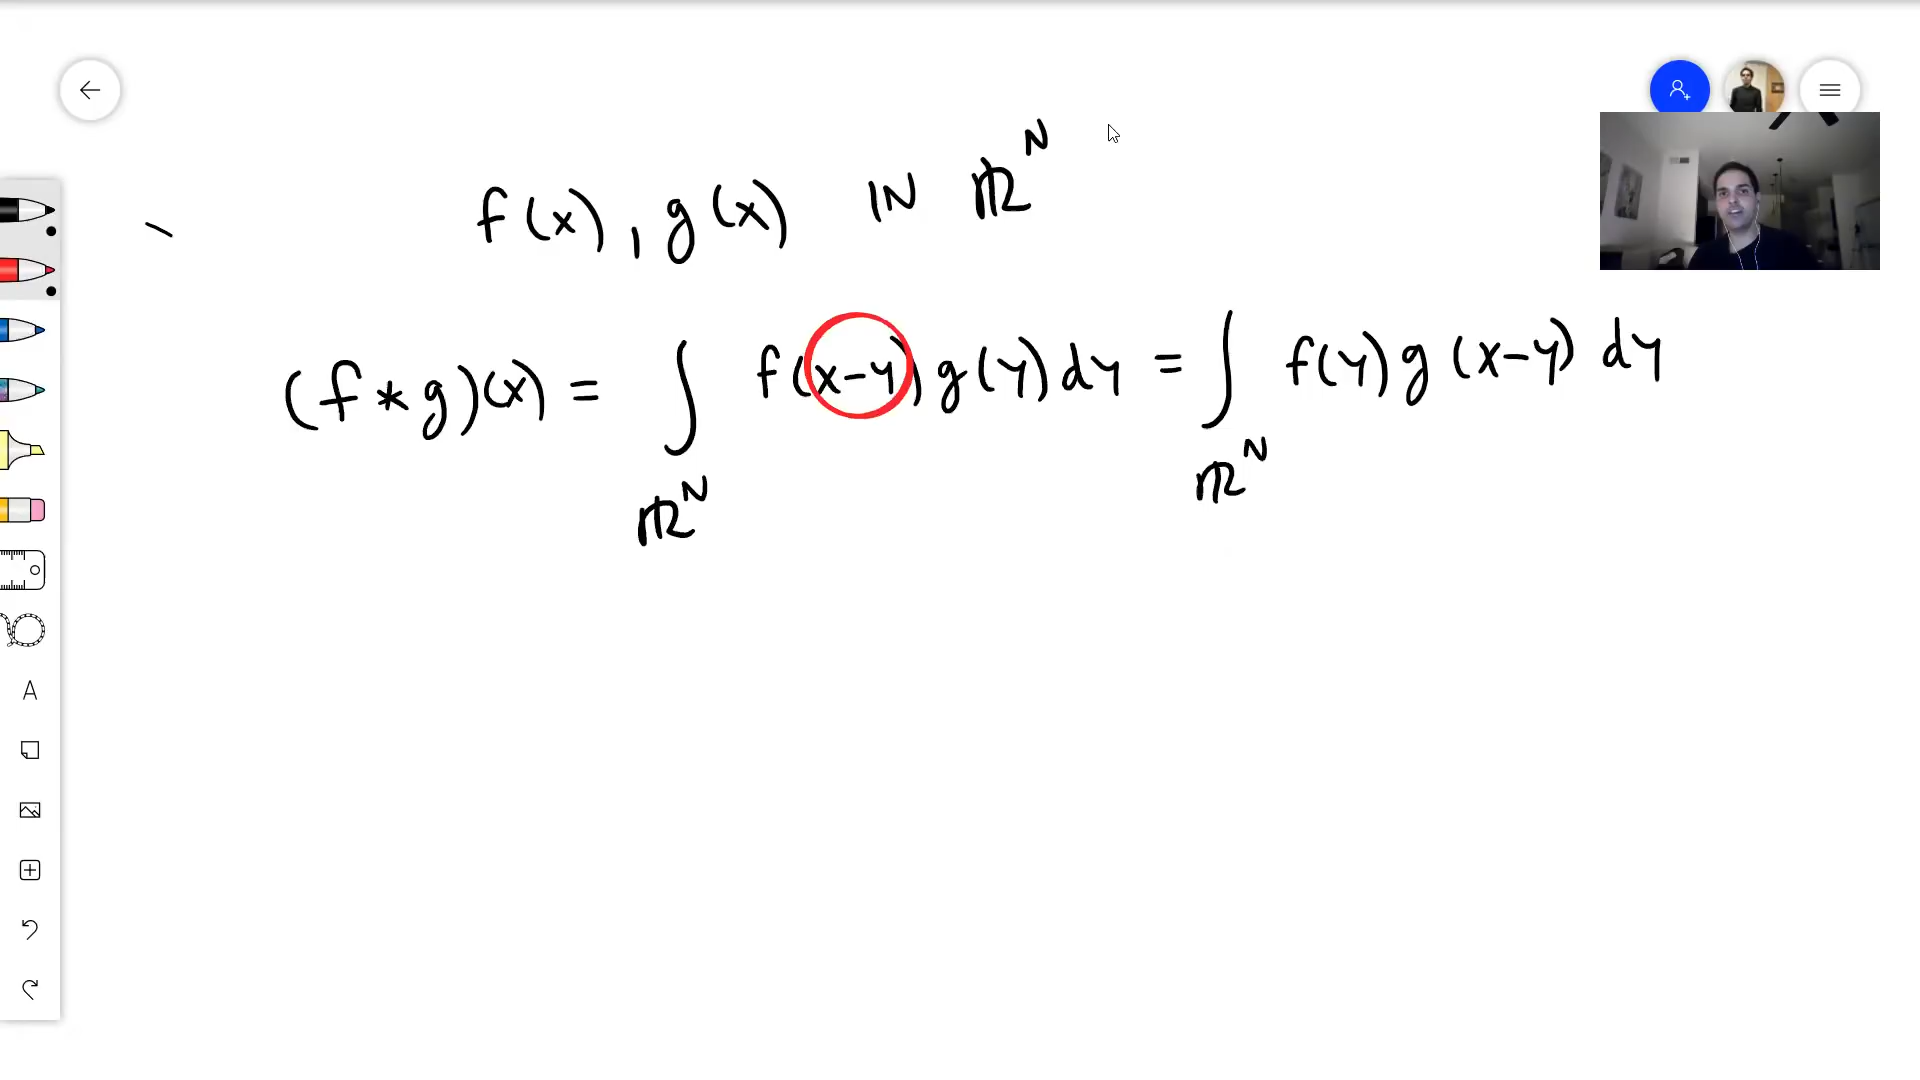 f(x), g(x) IN ℝ^N
(f * g)(x) = ∫_{ℝ^N} f(x-y) g(y) dy = ∫_{ℝ^N} f(y) g(x-y) dy
A